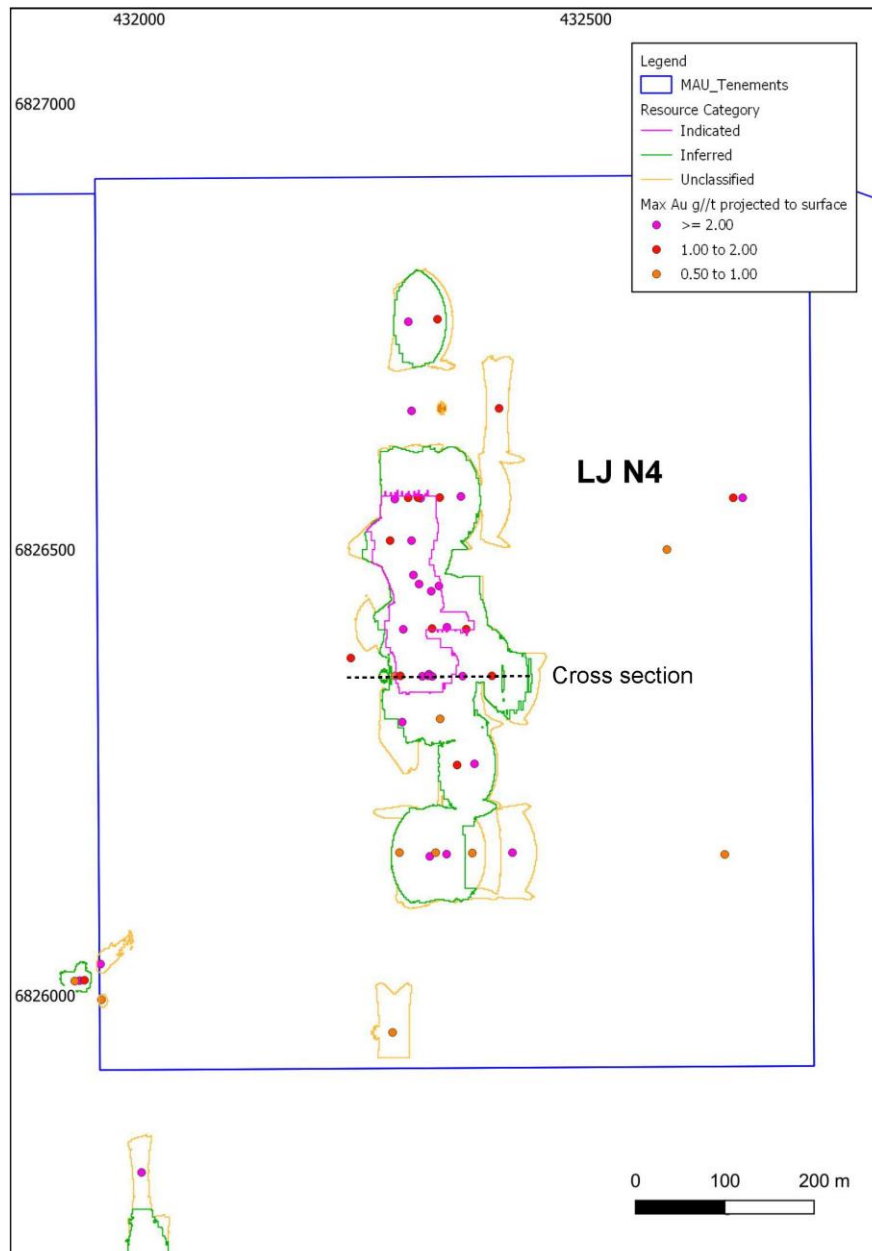 432000
432500
Legend
MAU_Tenements
Resource Category
Indicated
Inferred
Unclassified
Max Au g//t projected to surface
>= 2.00
1.00 to 2.00
0.50 to 1.00
6827000
LJ N4
6826500
Cross section
6826000
0 100 200 m